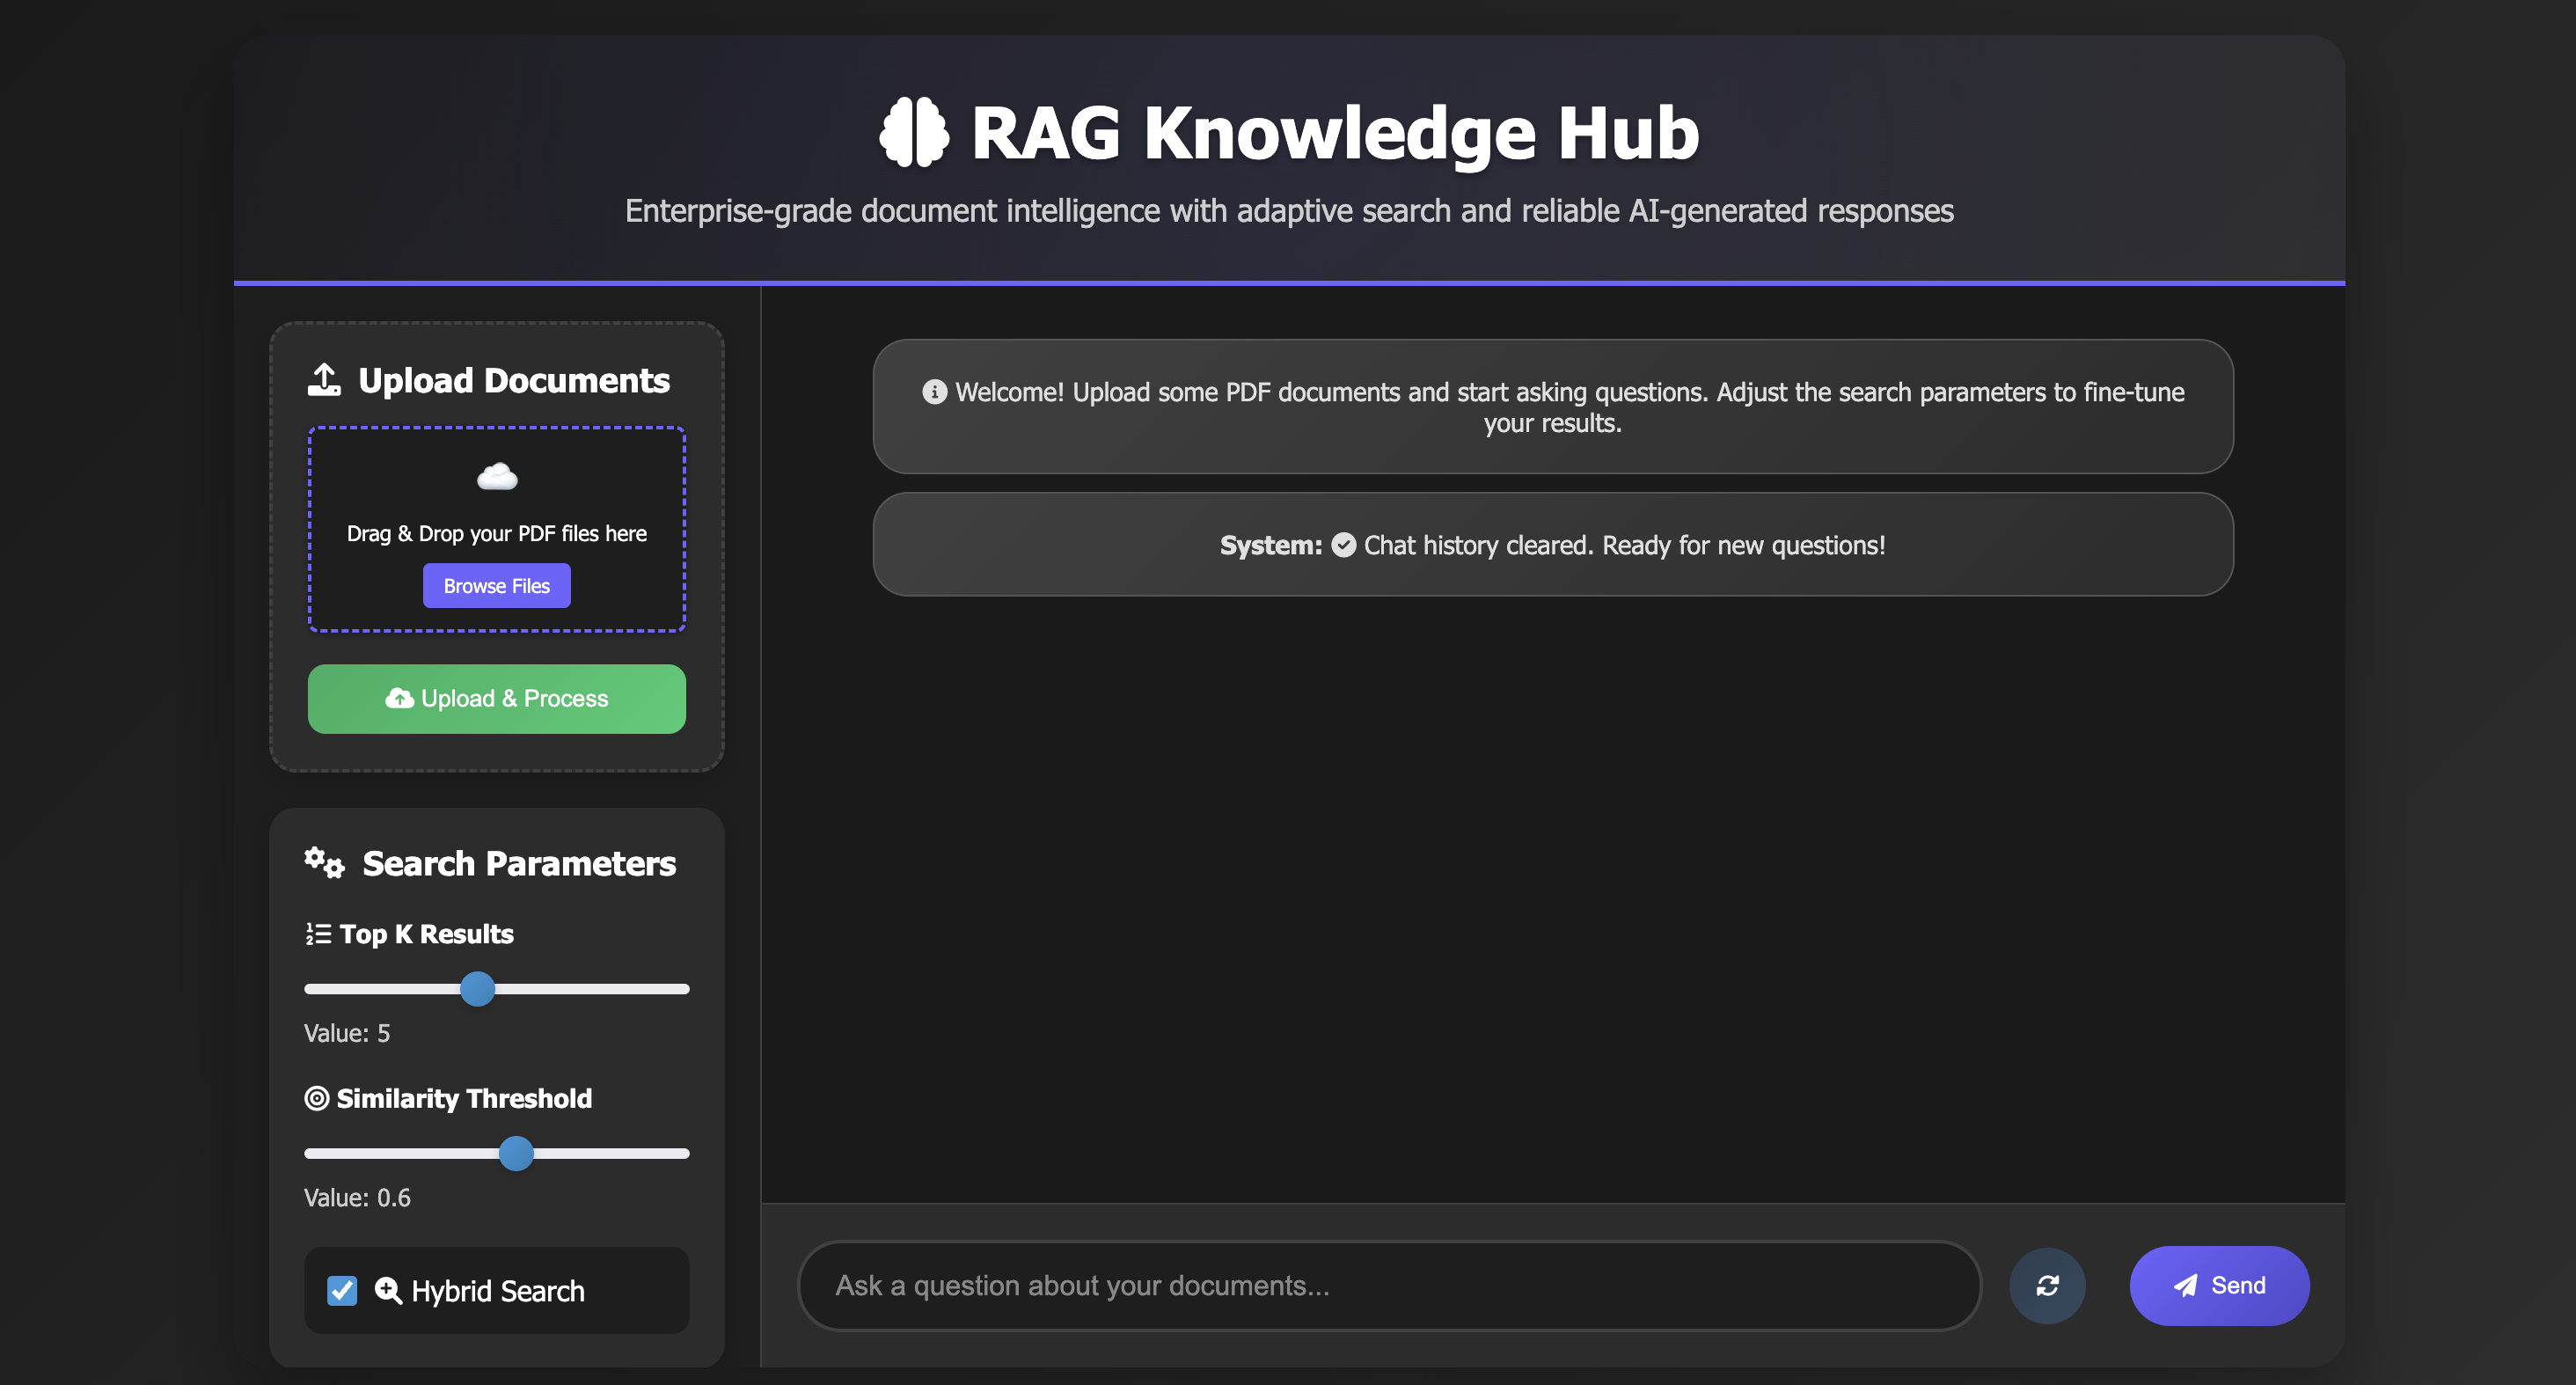 RAG Knowledge Hub
Enterprise-grade document intelligence with adaptive search and reliable AI-generated responses
Upload Documents
Drag & Drop your PDF files here
Browse Files
Upload & Process
Search Parameters
Top K Results
Value: 5
Similarity Threshold
Value: 0.6
Hybrid Search
Welcome! Upload some PDF documents and start asking questions. Adjust the search parameters to fine-tune
your results.
System: Chat history cleared. Ready for new questions!
Ask a question about your documents...
Send